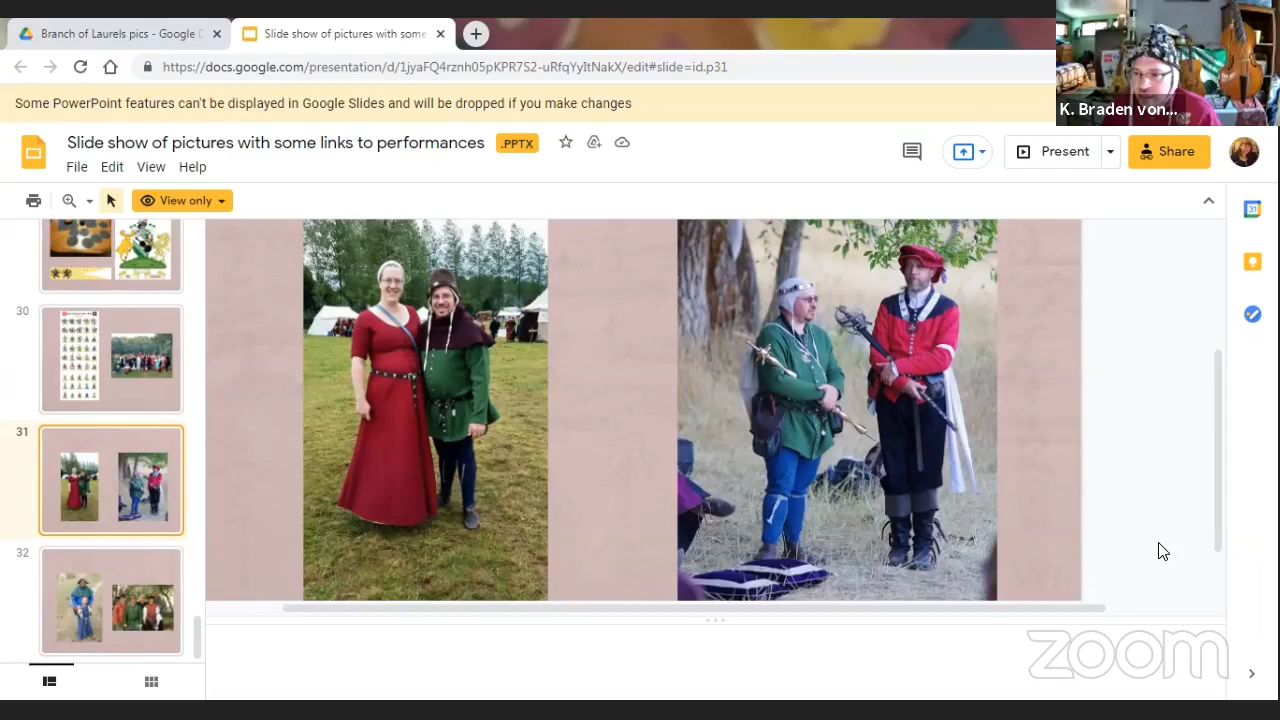 Branch of Laurels pics - Google D
Slide show of pictures with some
https://docs.google.com/presentation/d/1jyaFQ4rznh05pKPR7S2-uRfqYyItNakX/edit#slide=id.p31
Some PowerPoint features can't be displayed in Google Slides and will be dropped if you make changes
K. Braden von...
Slide show of pictures with some links to performances .PPTX
File Edit View Help
Present
Share
View only
31
30
31
32
zoom